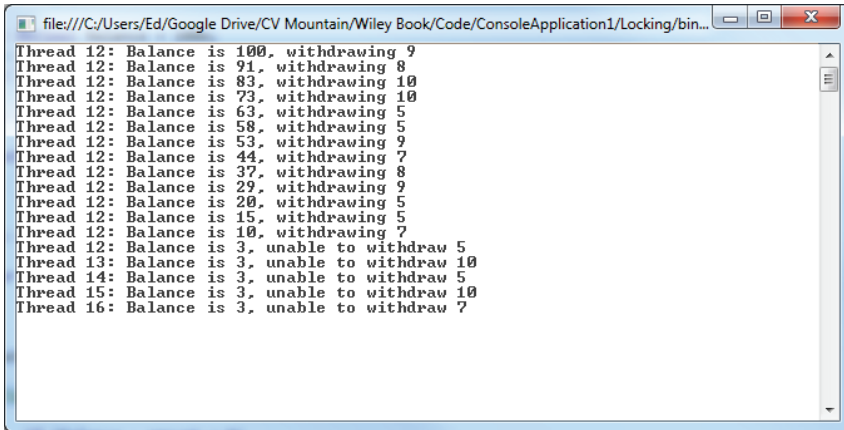 file:///C:/Users/Ed/Google Drive/CV Mountain/Wiley Book/Code/ConsoleApplication1/Locking/bin...
Thread 12: Balance is 100, withdrawing 9
Thread 12: Balance is 91, withdrawing 8
Thread 12: Balance is 83, withdrawing 10
Thread 12: Balance is 73, withdrawing 10
Thread 12: Balance is 63, withdrawing 5
Thread 12: Balance is 58, withdrawing 5
Thread 12: Balance is 53, withdrawing 9
Thread 12: Balance is 44, withdrawing 7
Thread 12: Balance is 37, withdrawing 8
Thread 12: Balance is 29, withdrawing 9
Thread 12: Balance is 20, withdrawing 5
Thread 12: Balance is 15, withdrawing 5
Thread 12: Balance is 10, withdrawing 7
Thread 12: Balance is 3, unable to withdraw 5
Thread 13: Balance is 3, unable to withdraw 10
Thread 14: Balance is 3, unable to withdraw 5
Thread 15: Balance is 3, unable to withdraw 10
Thread 16: Balance is 3, unable to withdraw 7